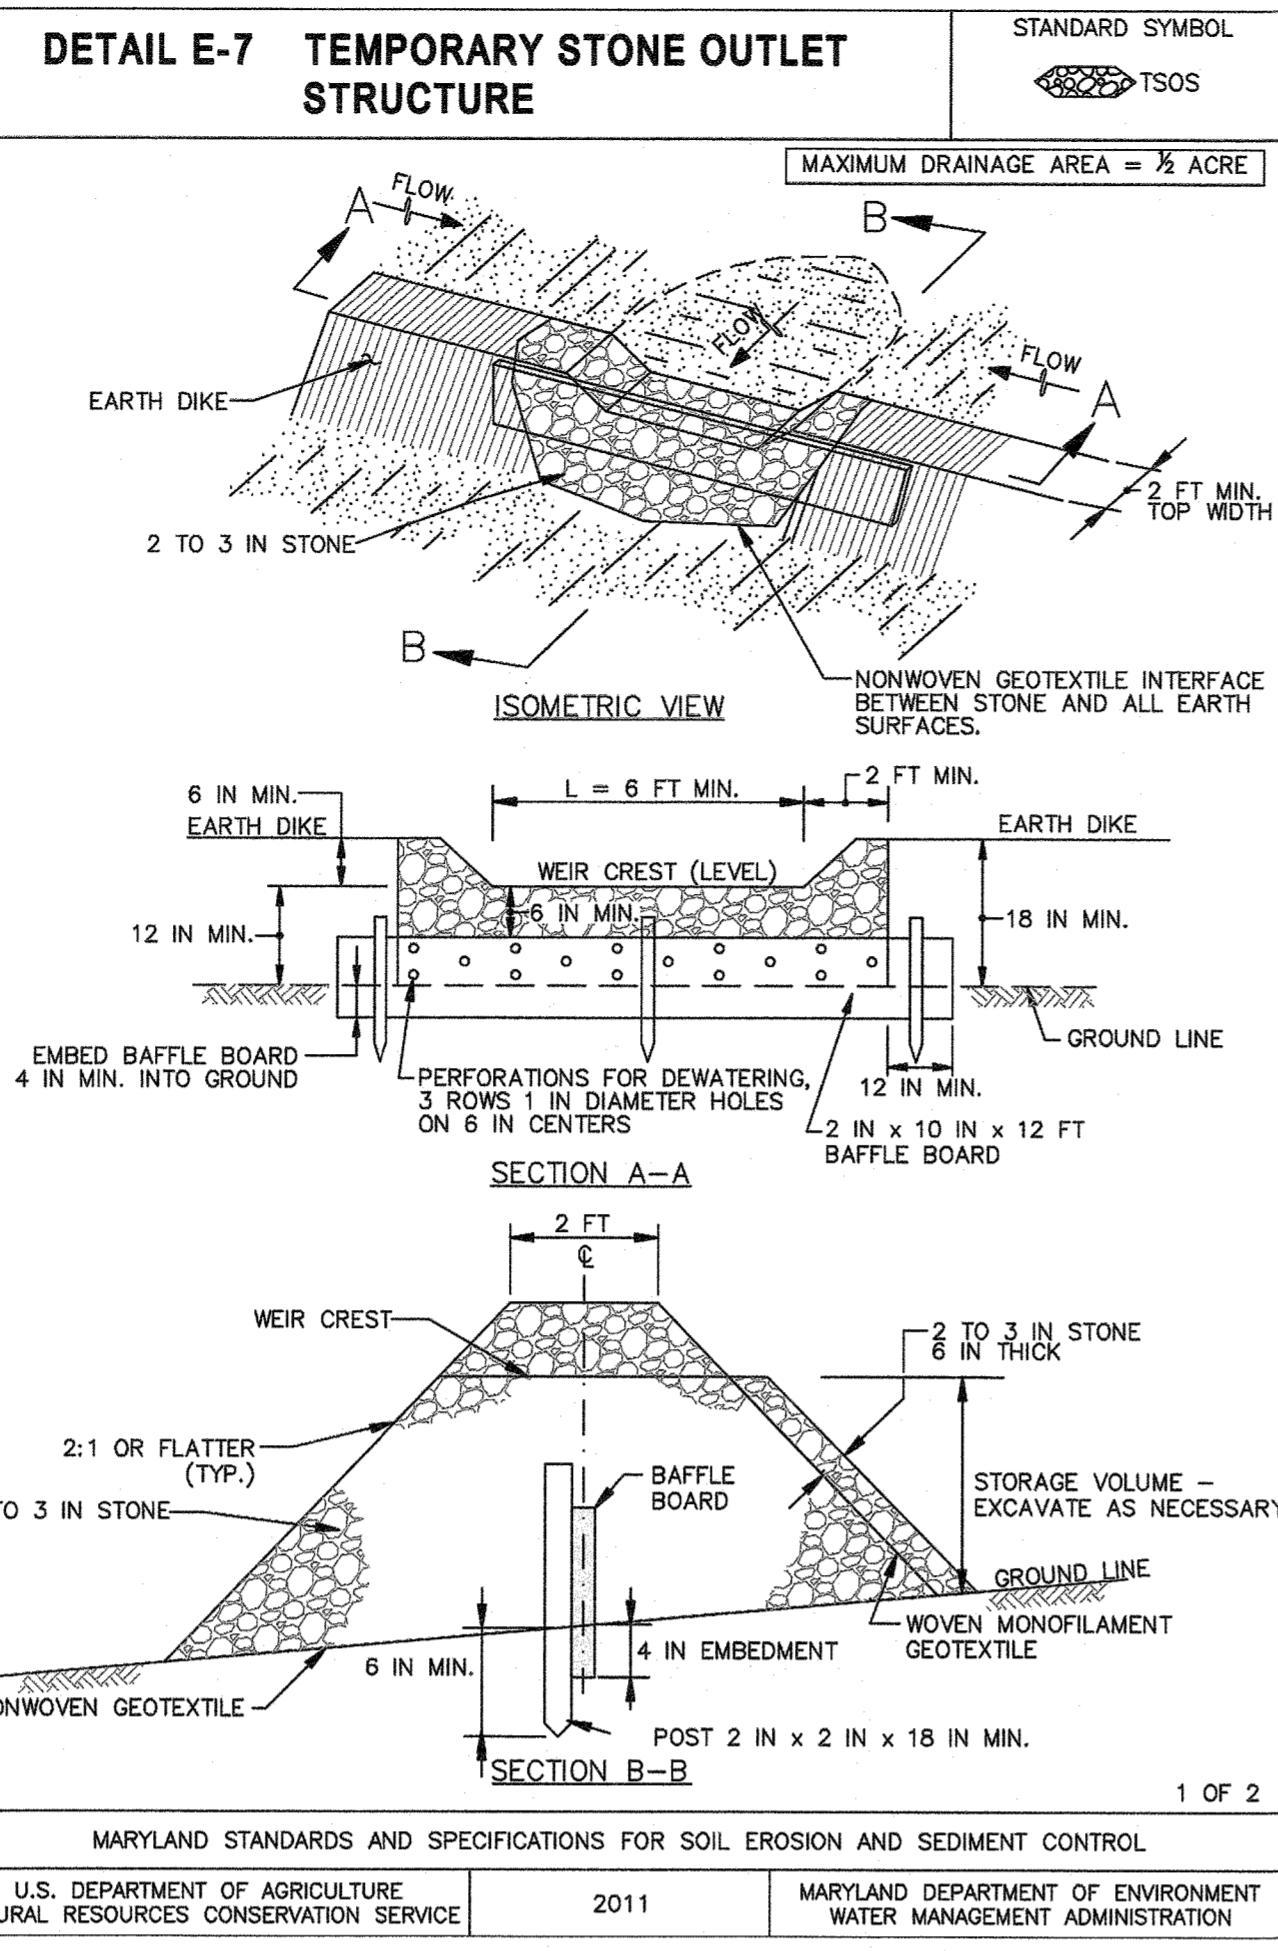 DETAIL E-7 TEMPORARY STONE OUTLET
STRUCTURE
STANDARD SYMBOL
TSOS
MAXIMUM DRAINAGE AREA = ½ ACRE
FLOW
A
B
FLOW
FLOW
A
EARTH DIKE
2 FT MIN.
TOP WIDTH
2 TO 3 IN STONE
B
NONWOVEN GEOTEXTILE INTERFACE
BETWEEN STONE AND ALL EARTH
SURFACES.
ISOMETRIC VIEW
6 IN MIN.
L = 6 FT MIN.
2 FT MIN.
EARTH DIKE
EARTH DIKE
WEIR CREST (LEVEL)
6 IN MIN.
18 IN MIN.
12 IN MIN.
GROUND LINE
EMBED BAFFLE BOARD
4 IN MIN. INTO GROUND
PERFORATIONS FOR DEWATERING,
3 ROWS 1 IN DIAMETER HOLES
ON 6 IN CENTERS
12 IN MIN.
2 IN x 10 IN x 12 FT
BAFFLE BOARD
SECTION A-A
2 FT
℄
WEIR CREST
2 TO 3 IN STONE
6 IN THICK
2:1 OR FLATTER
(TYP.)
BAFFLE
BOARD
STORAGE VOLUME -
EXCAVATE AS NECESSARY
TO 3 IN STONE
GROUND LINE
WOVEN MONOFILAMENT
GEOTEXTILE
6 IN MIN.
4 IN EMBEDMENT
ONWOVEN GEOTEXTILE
POST 2 IN x 2 IN x 18 IN MIN.
SECTION B-B
1 OF 2
MARYLAND STANDARDS AND SPECIFICATIONS FOR SOIL EROSION AND SEDIMENT CONTROL
U.S. DEPARTMENT OF AGRICULTURE
URAL RESOURCES CONSERVATION SERVICE
2011
MARYLAND DEPARTMENT OF ENVIRONMENT
WATER MANAGEMENT ADMINISTRATION